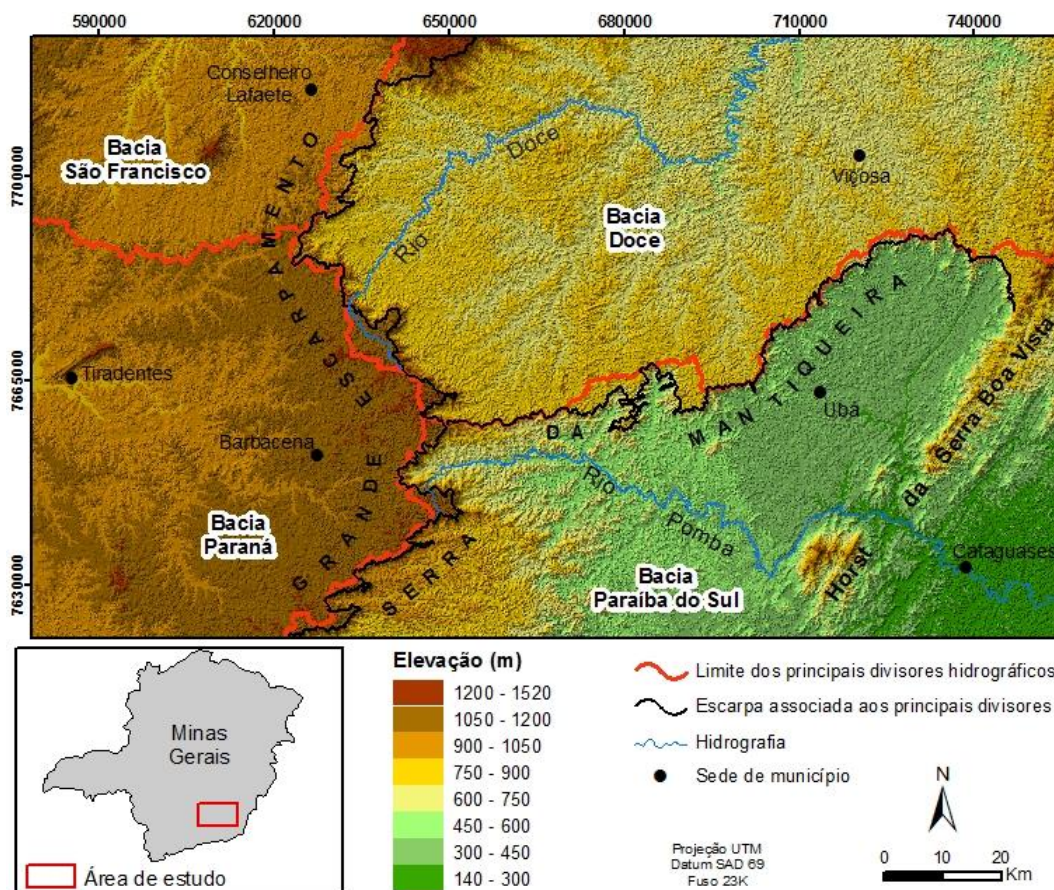 590000 620000 650000 680000 710000 740000
7700000
7665000
7630000
Conselheiro
Lafaete
Bacia
São Francisco
Rio Doce
Viçosa
Bacia
Doce
GRANDE ESCARPAMENTO
Tiradentes
Barbacena
Bacia
Paraná
SERRA DA MANTIQUEIRA
Ubá
Rio Pomba
Horst da Serra Boa Vista
Cataguases
Bacia
Paraíba do Sul
Minas
Gerais
Área de estudo
Elevação (m)
1200 - 1520
1050 - 1200
900 - 1050
750 - 900
600 - 750
450 - 600
300 - 450
140 - 300
Limite dos principais divisores hidrográficos
Escarpa associada aos principais divisores
Hidrografia
Sede de município
Projeção UTM
Datum SAD 69
Fuso 23K
N
0 10 20
Km